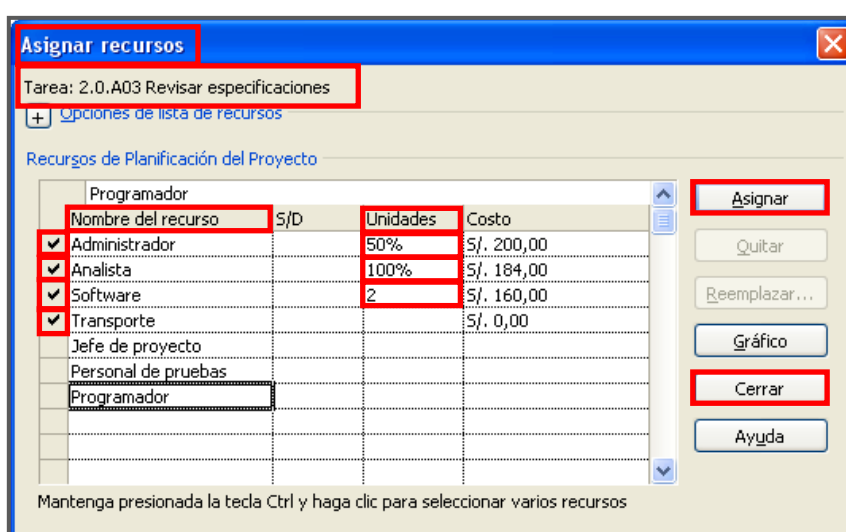 Asignar recursos
Tarea: 2.0.A03 Revisar especificaciones
+ Opciones de lista de recursos
Recursos de Planificación del Proyecto
Programador
Nombre del recurso S/D Unidades Costo
Administrador 50% S/. 200,00
Analista 100% S/. 184,00
Software 2 S/. 160,00
Transporte S/. 0,00
Jefe de proyecto
Personal de pruebas
Programador
Asignar
Quitar
Reemplazar...
Gráfico
Cerrar
Ayuda
Mantenga presionada la tecla Ctrl y haga clic para seleccionar varios recursos